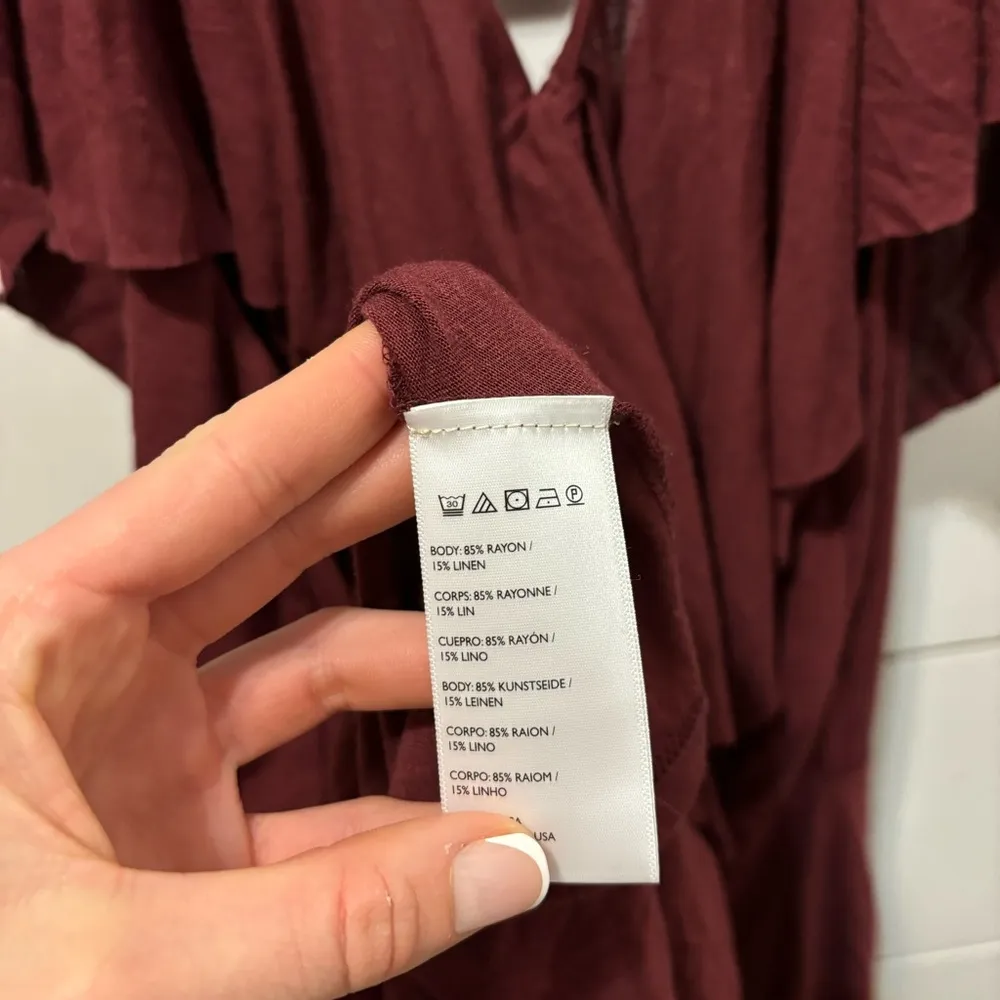 30 P
BODY: 85% RAYON /
15% LINEN
CORPS: 85% RAYONNE /
15% LIN
CUEPRO: 85% RAYÓN /
15% LINO
BODY: 85% KUNSTSEIDE /
15% LEINEN
CORPO: 85% RAION /
15% LINO
CORPO: 85% RAIOM /
15% LINHO
USA